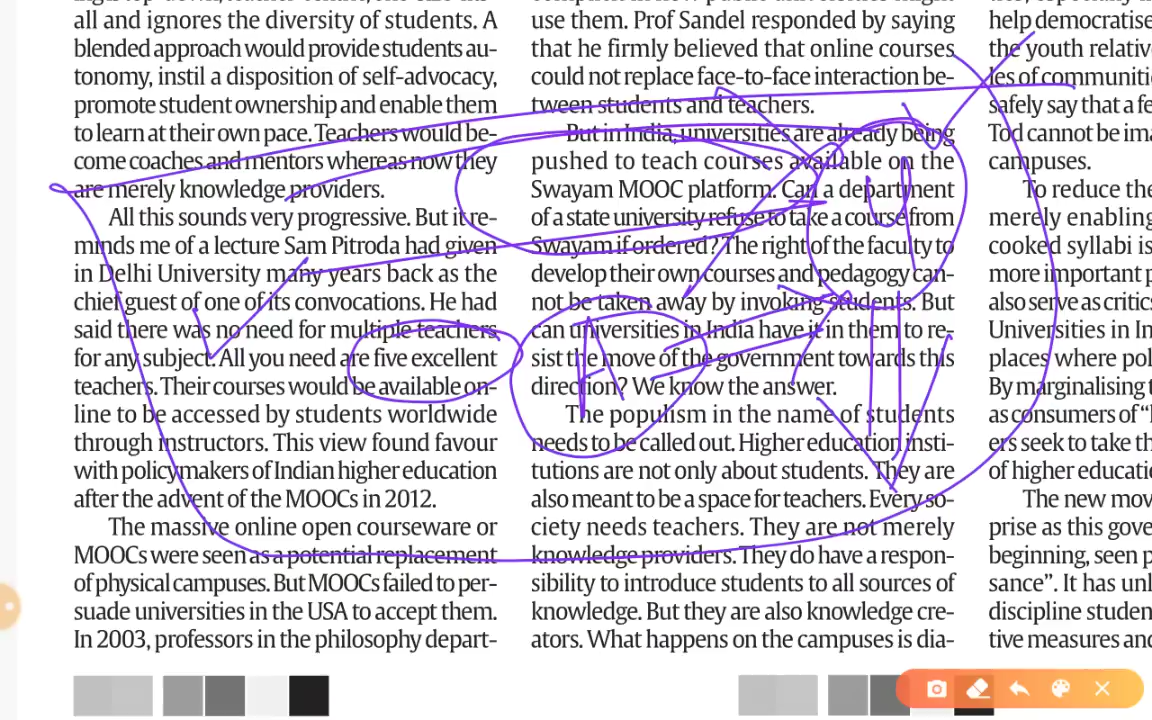 all and ignores the diversity of students. A
blended approach would provide students au-
tonomy, instil a disposition of self-advocacy,
promote student ownership and enable them
to learn at their own pace. Teachers would be-
come coaches and mentors whereas now they
are merely knowledge providers.
All this sounds very progressive. But it re-
minds me of a lecture Sam Pitroda had given
in Delhi University many years back as the
chief guest of one of its convocations. He had
said there was no need for multiple teachers
for any subject. All you need are five excellent
teachers. Their courses would be available on-
line to be accessed by students worldwide
through instructors. This view found favour
with policymakers of Indian higher education
after the advent of the MOOCs in 2012.
The massive online open courseware or
MOOCs were seen as a potential replacement
of physical campuses. But MOOCs failed to per-
suade universities in the USA to accept them.
In 2003, professors in the philosophy depart-
use them. Prof Sandel responded by saying
that he firmly believed that online courses
could not replace face-to-face interaction be-
tween students and teachers.
But in India, universities are already being
pushed to teach courses available on the
Swayam MOOC platform. Can a department
of a state university refuse to take a course from
Swayam if ordered? The right of the faculty to
develop their own courses and pedagogy can-
not be taken away by invoking students. But
can universities in India have it in them to re-
sist the move of the government towards this
direction? We know the answer.
The populism in the name of students
needs to be called out. Higher education insti-
tutions are not only about students. They are
also meant to be a space for teachers. Every so-
ciety needs teachers. They are not merely
knowledge providers. They do have a respon-
sibility to introduce students to all sources of
knowledge. But they are also knowledge cre-
ators. What happens on the campuses is dia-
help democratise
the youth relativ
les of communiti
safely say that a fe
Tod cannot be ima
campuses.
To reduce the
merely enabling
cooked syllabi is
more important p
also serve as critics
Universities in In
places where pol
By marginalising t
as consumers of "
ers seek to take th
of higher educati
The new mov
prise as this gove
beginning, seen p
sance". It has unl
discipline studen
tive measures and